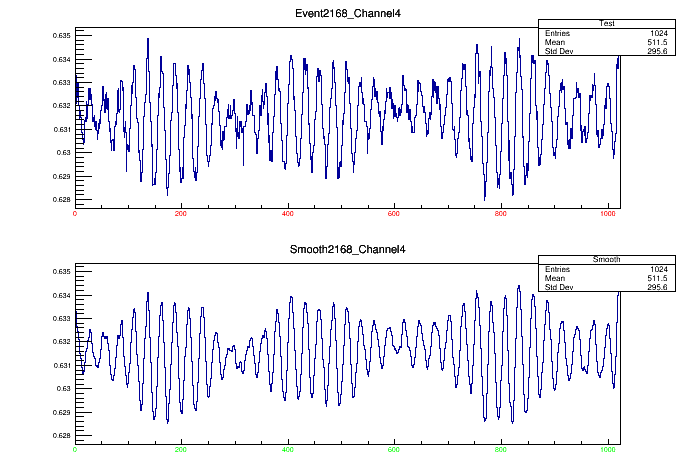 Event2168_Channel4
Test
Entries 1024
Mean 511.5
Std Dev 295.6
0.635
0.634
0.633
0.632
0.631
0.63
0.629
0.628
0 200 400 600 800 1000
Smooth2168_Channel4
Smooth
Entries 1024
Mean 511.5
Std Dev 295.6
0.635
0.634
0.633
0.632
0.631
0.63
0.629
0.628
0 200 400 600 800 1000